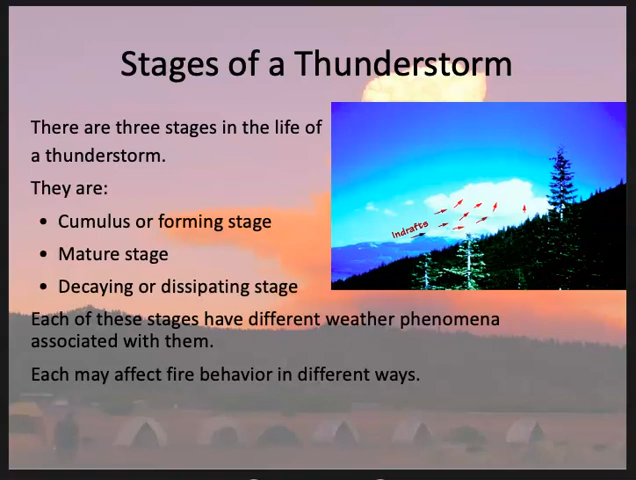 Stages of a Thunderstorm
There are three stages in the life of
a thunderstorm.
They are:
• Cumulus or forming stage
• Mature stage
• Decaying or dissipating stage
Indrafts
Each of these stages have different weather phenomena
associated with them.
Each may affect fire behavior in different ways.